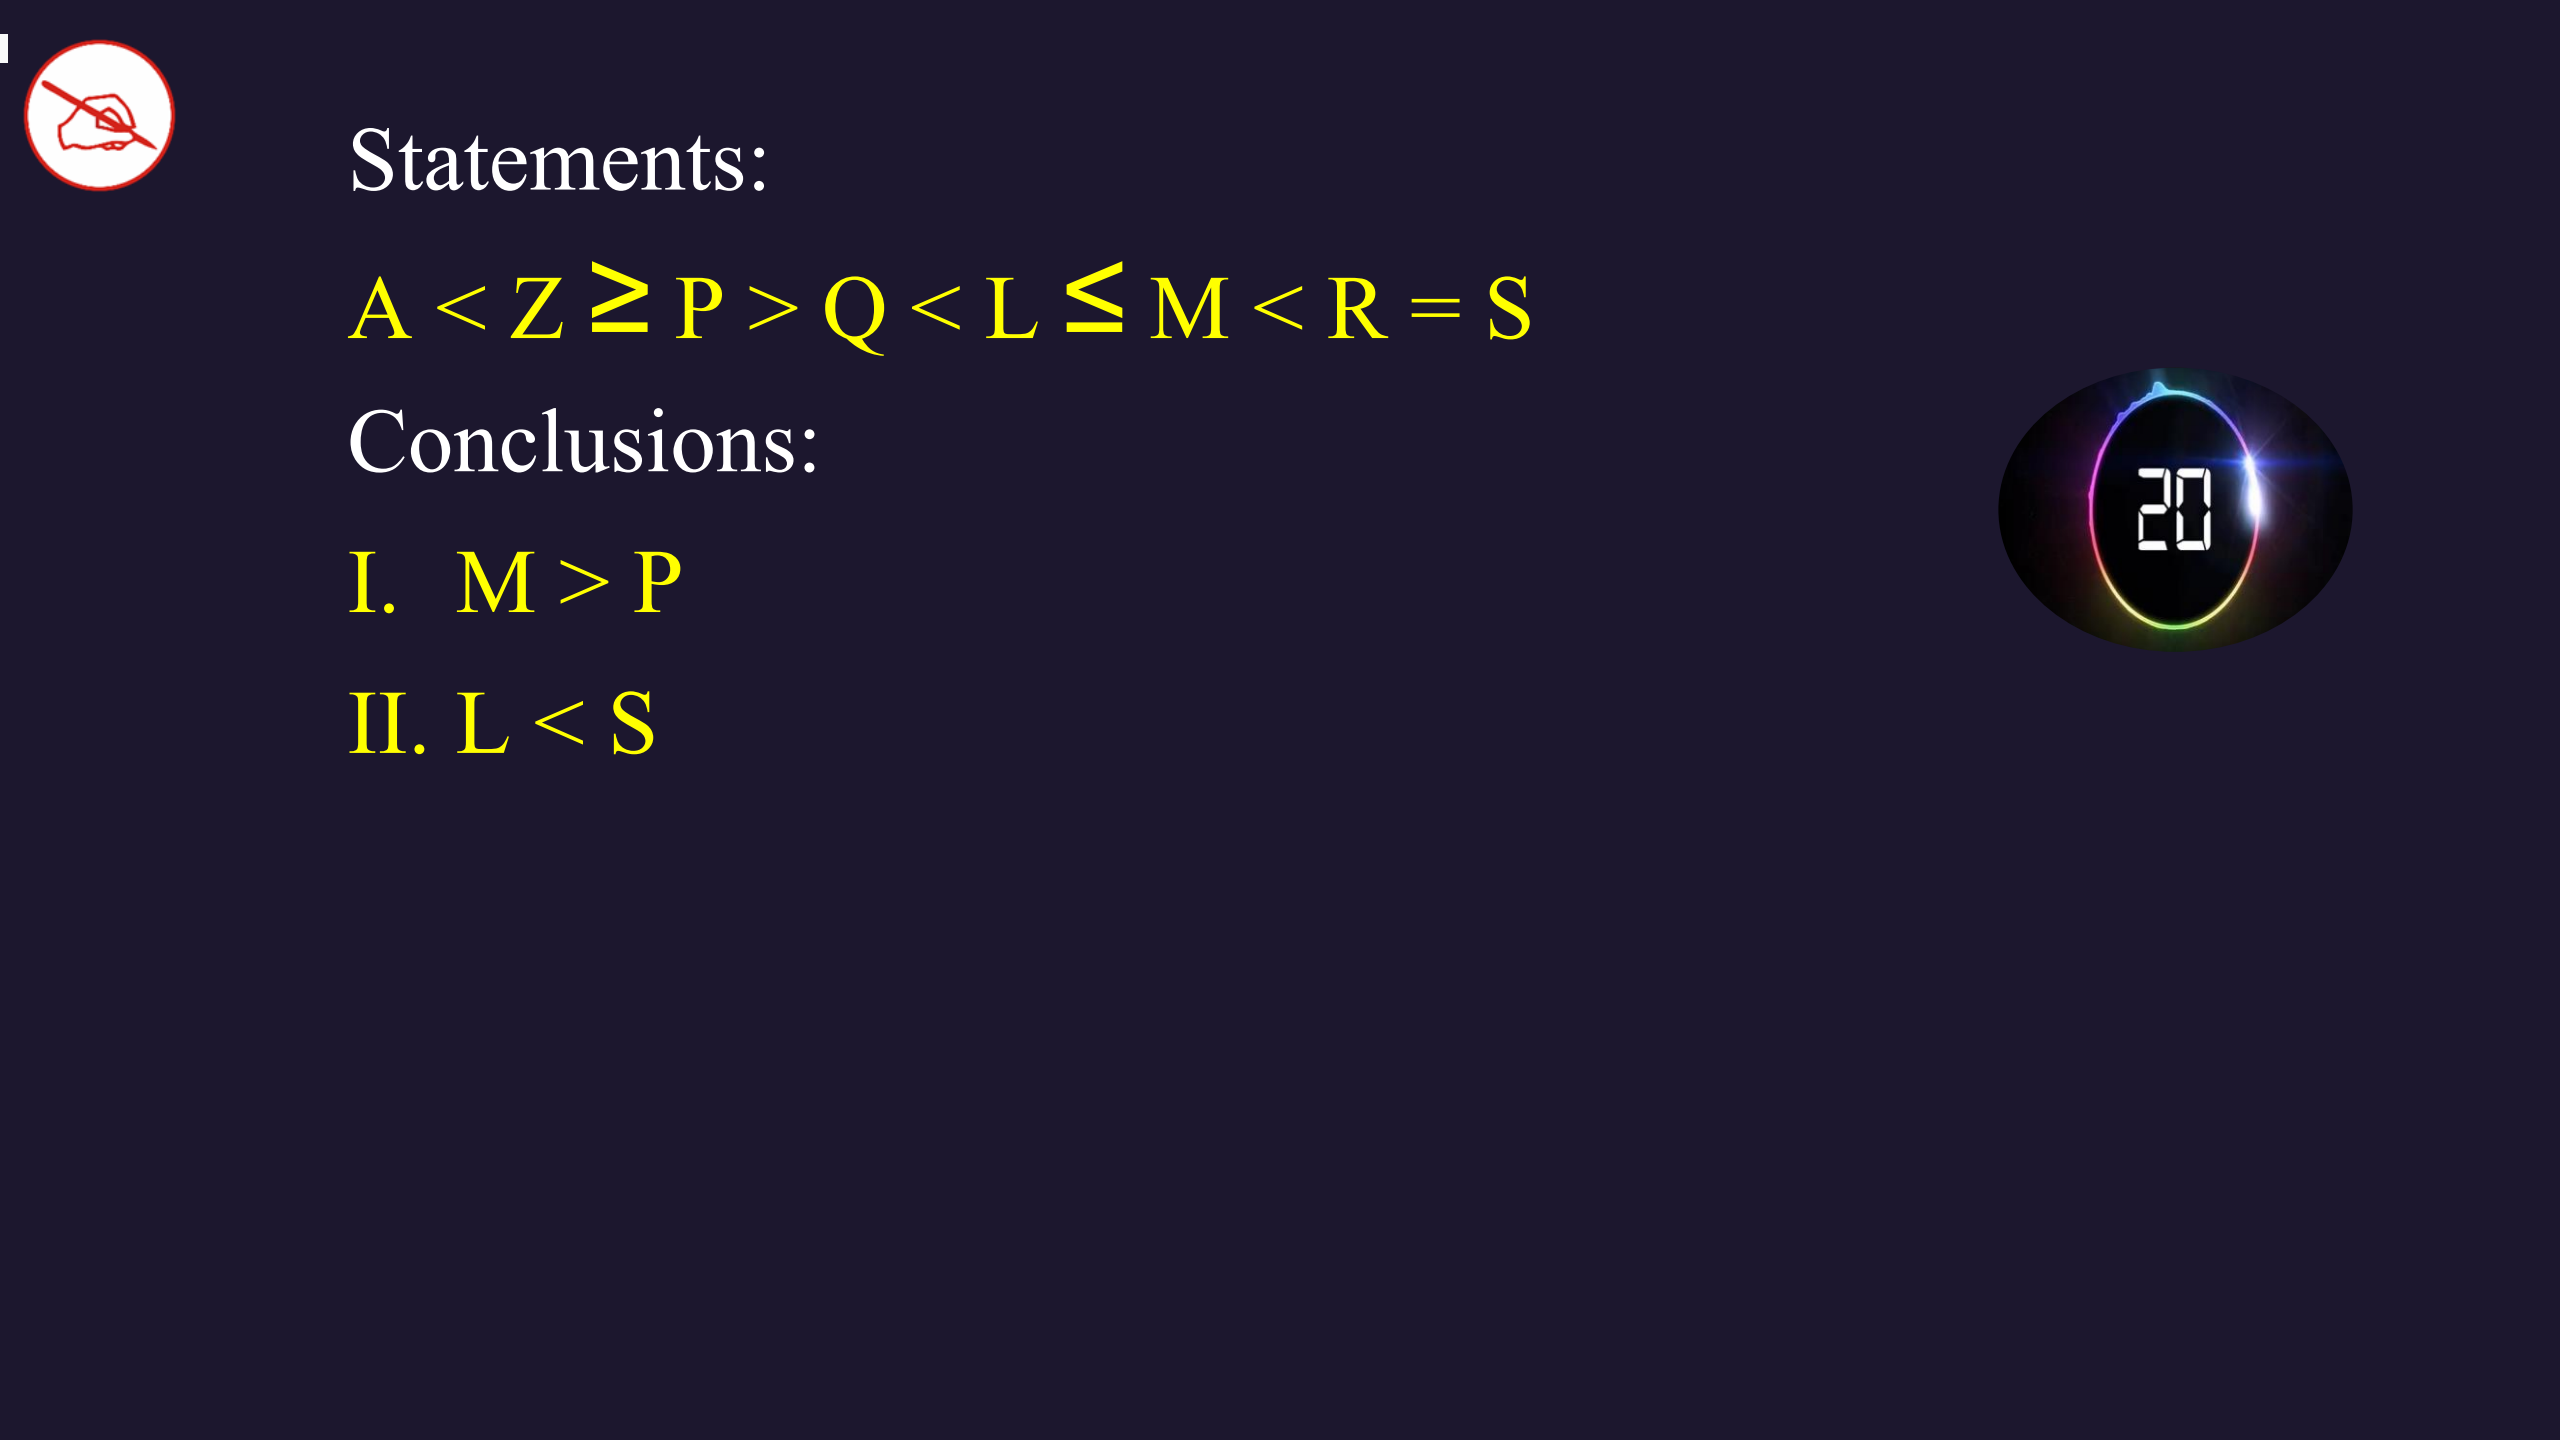 Statements:
A < Z ≥ P > Q < L ≤ M < R = S
Conclusions:
I. M > P
II. L < S
20